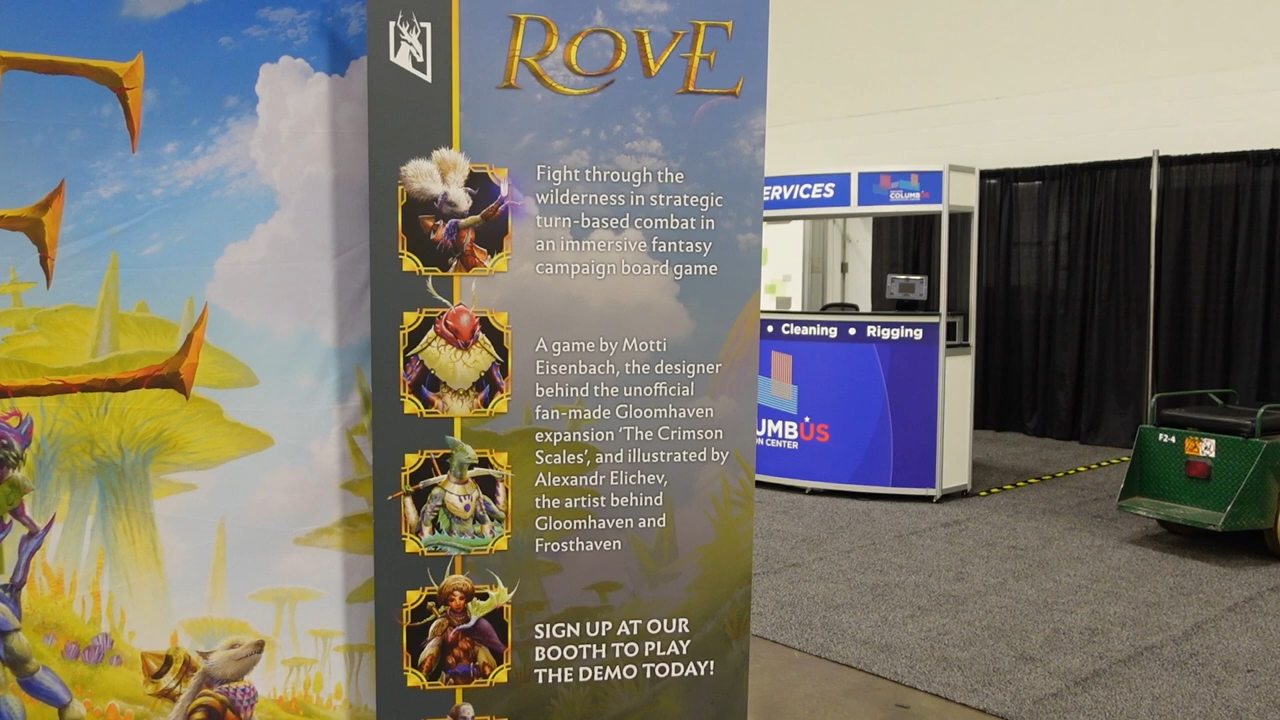 ROVE
Fight through the
wilderness in strategic
turn-based combat in
an immersive fantasy
campaign board game
A game by Motti
Eisenbach, the designer
behind the unofficial
fan-made Gloomhaven
expansion ‘The Crimson
Scales’, and illustrated by
Alexandr Elichev,
the artist behind
Gloomhaven and
Frosthaven
SIGN UP AT OUR
BOOTH TO PLAY
THE DEMO TODAY!
ERVICES
COLUMBUS
• Cleaning • Rigging
UMBUS
N CENTER
F2-4